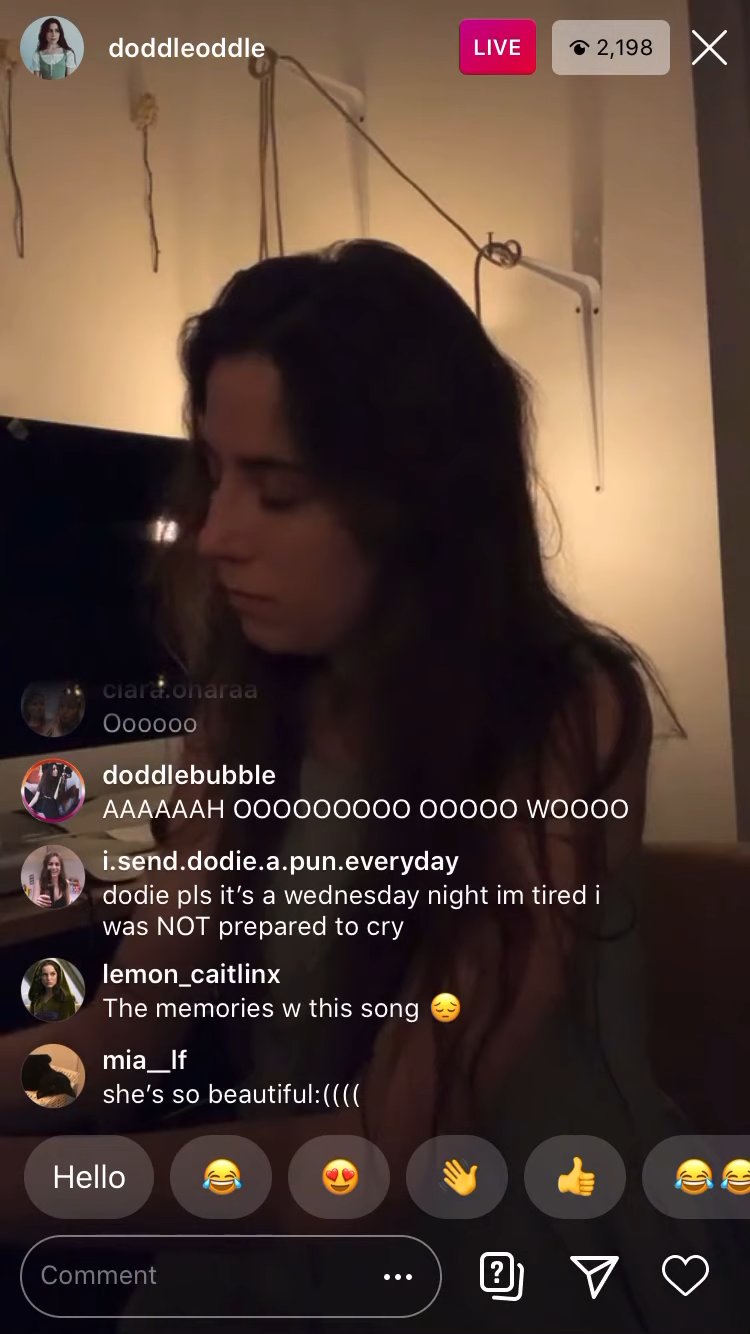 doddleoddle
LIVE
2,198
ciara.oharaa
Oooooo
doddlebubble
AAAAAAH OOOOOOOOO OOOOO WOOOO
i.send.dodie.a.pun.everyday
dodie pls it’s a wednesday night im tired i
was NOT prepared to cry
lemon_caitlinx
The memories w this song 😔
mia__lf
she’s so beautiful:((((
Hello
Comment